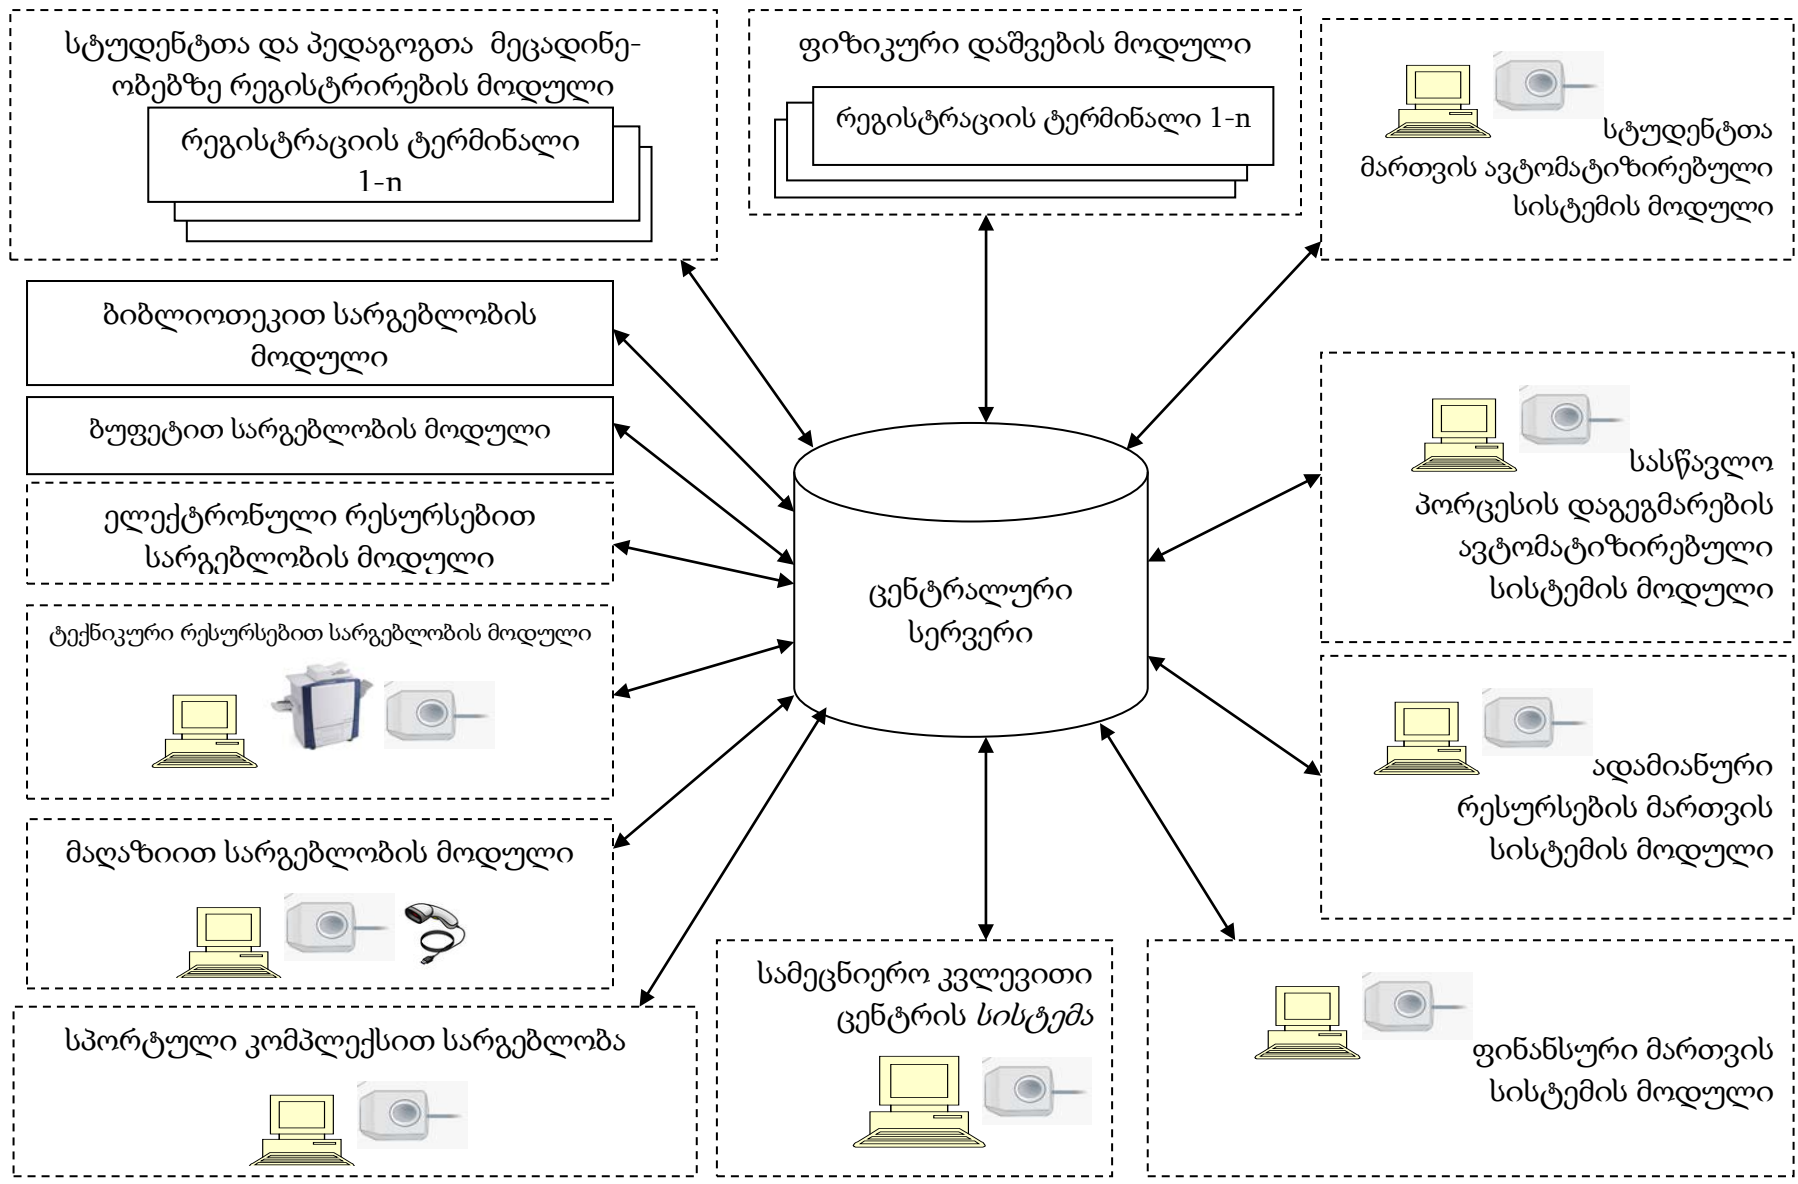 სტუდენტთა და პედაგოგთა მეცადინე-
ობებზე რეგისტრირების მოდული
რეგისტრაციის ტერმინალი
1-n
ფიზიკური დაშვების მოდული
რეგისტრაციის ტერმინალი 1-n
სტუდენტთა
მართვის ავტომატიზირებული
სისტემის მოდული
ბიბლიოთეკით სარგებლობის
მოდული
ბუფეტით სარგებლობის მოდული
ელექტრონული რესურსებით
სარგებლობის მოდული
ტექნიკური რესურსებით სარგებლობის მოდული
მაღაზიით სარგებლობის მოდული
სპორტული კომპლექსით სარგებლობა
ცენტრალური
სერვერი
სასწავლო
პორცესის დაგეგმარების
ავტომატიზირებული
სისტემის მოდული
ადამიანური
რესურსების მართვის
სისტემის მოდული
სამეცნიერო კვლევითი
ცენტრის სისტემა
ფინანსური მართვის
სისტემის მოდული